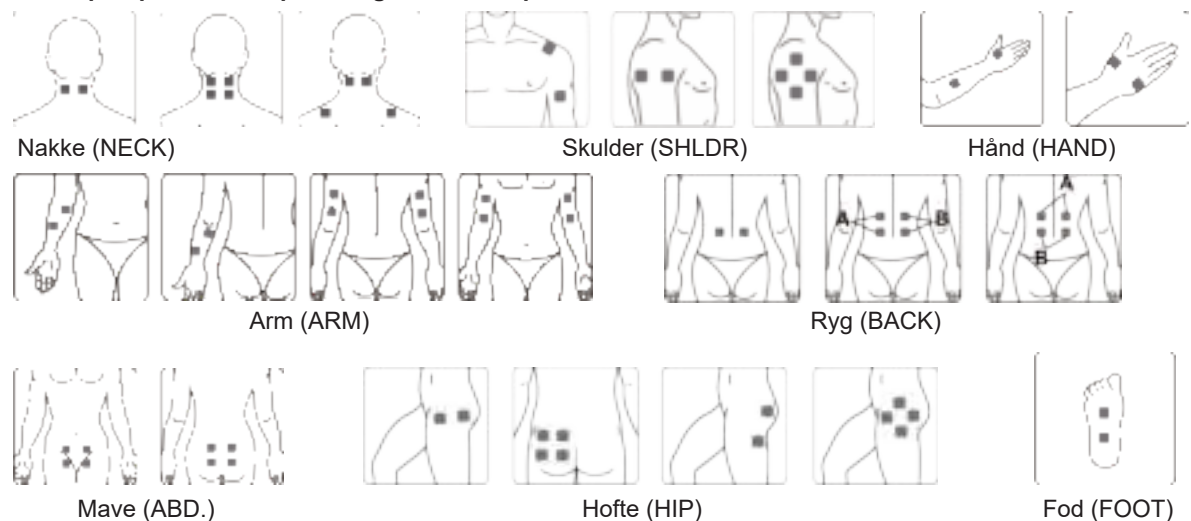 Nakke (NECK)
Skulder (SHLDR)
Hånd (HAND)
A
A
B
B
Arm (ARM)
Ryg (BACK)
Mave (ABD.)
Hofte (HIP)
Fod (FOOT)